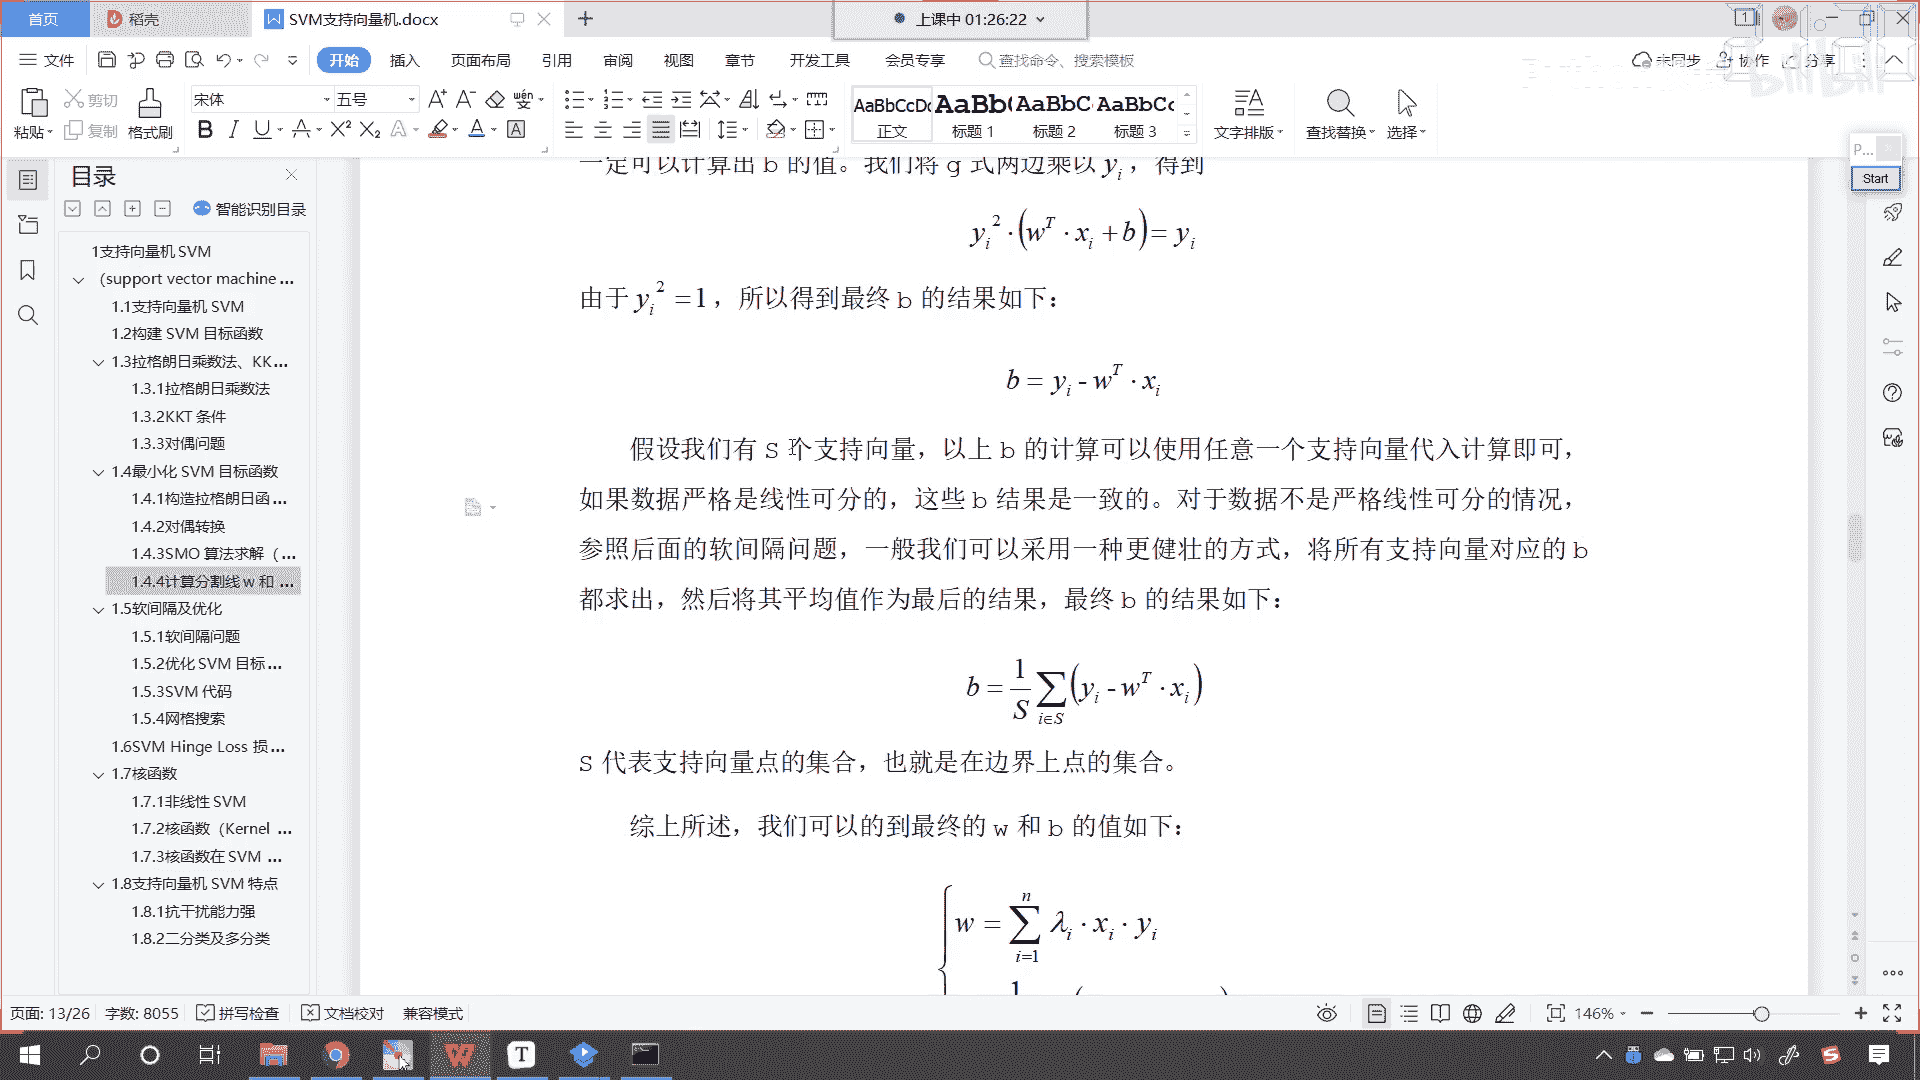 首页
稻壳
SVM支持向量机.docx
上课中 01:26:22
文件
开始
插入
页面布局
引用
审阅
视图
章节
开发工具
会员专享
查找命令、搜索模板
未同步
协作
分享
粘贴
剪切
复制
格式刷
宋体
五号
AaBbCcDd
正文
AaBb(
标题 1
AaBbC
标题 2
AaBbCc
标题 3
文字排版
查找替换
选择
P...
Start
目录
智能识别目录
1支持向量机 SVM
(support vector machine ...
1.1支持向量机 SVM
1.2构建 SVM 目标函数
1.3拉格朗日乘数法、KK...
1.3.1拉格朗日乘数法
1.3.2KKT 条件
1.3.3对偶问题
1.4最小化 SVM 目标函数
1.4.1构造拉格朗日函 ...
1.4.2对偶转换
1.4.3SMO 算法求解（ ...
1.4.4计算分割线 w 和 ...
1.5软间隔及优化
1.5.1软间隔问题
1.5.2优化 SVM 目标 ...
1.5.3SVM 代码
1.5.4网格搜索
1.6SVM Hinge Loss 损 ...
1.7核函数
1.7.1非线性 SVM
1.7.2核函数（Kernel ...
1.7.3核函数在 SVM ...
1.8支持向量机 SVM 特点
1.8.1抗干扰能力强
1.8.2二分类及多分类
一定可以计算出 b 的值。我们将 g 式两边乘以 y_i，得到
y_i^2 · (w^T · x_i + b) = y_i
由于 y_i^2 = 1，所以得到最终 b 的结果如下：
b = y_i - w^T · x_i
假设我们有 S 个支持向量，以上 b 的计算可以使用任意一个支持向量代入计算即可，
如果数据严格是线性可分的，这些 b 结果是一致的。对于数据不是严格线性可分的情况，
参照后面的软间隔问题，一般我们可以采用一种更健壮的方式，将所有支持向量对应的 b
都求出，然后将其平均值作为最后的结果，最终 b 的结果如下：
b = 1/S ∑_{i∈S} (y_i - w^T · x_i)
S 代表支持向量点的集合，也就是在边界上点的集合。
综上所述，我们可以的到最终的 w 和 b 的值如下：
w = ∑_{i=1}^{n} λ_i · x_i · y_i
页面: 13/26
字数: 8055
拼写检查
文档校对
兼容模式
146%